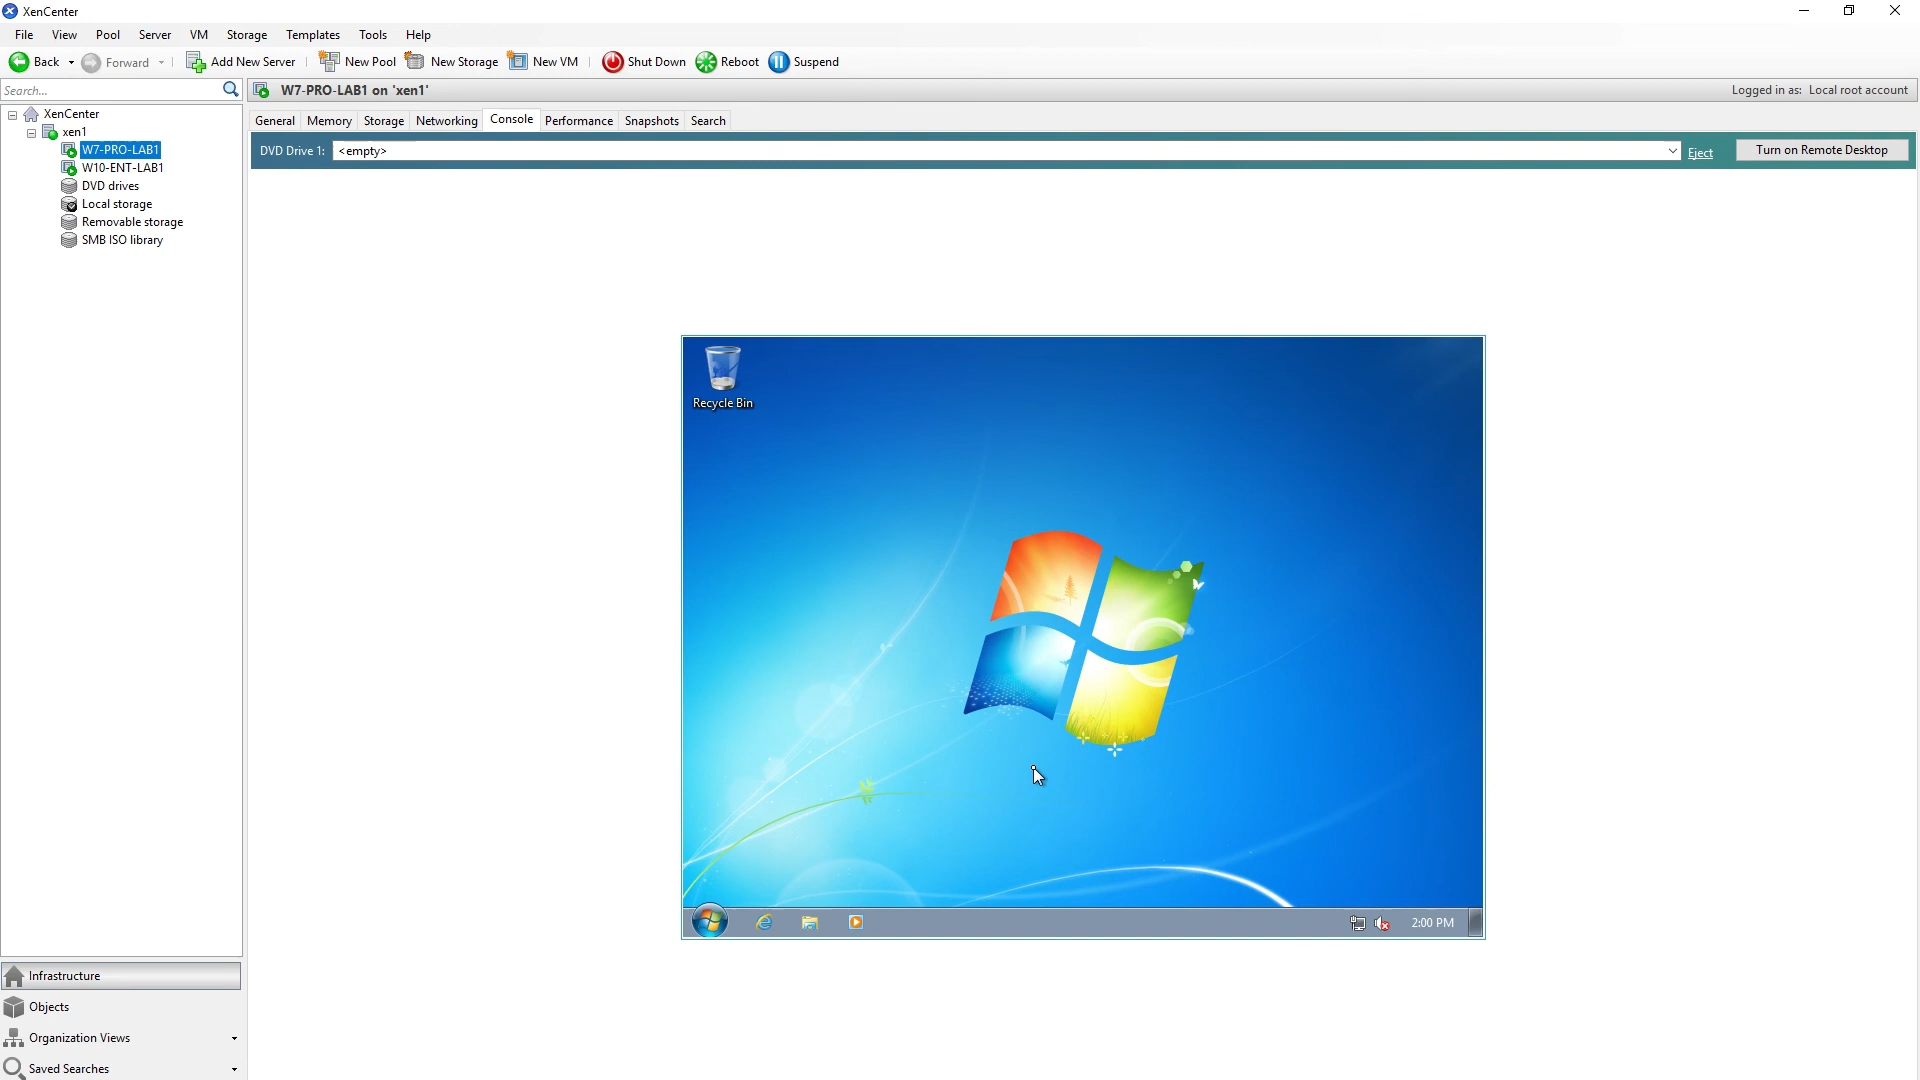 XenCenter
File View Pool Server VM Storage Templates Tools Help
Back Forward Add New Server New Pool New Storage New VM Shut Down Reboot Suspend
Search...
W7-PRO-LAB1 on 'xen1'
Logged in as: Local root account
General Memory Storage Networking Console Performance Snapshots Search
DVD Drive 1: <empty> Eject Turn on Remote Desktop
XenCenter
xen1
W7-PRO-LAB1
W10-ENT-LAB1
DVD drives
Local storage
Removable storage
SMB ISO library
Recycle Bin
2:00 PM
Infrastructure
Objects
Organization Views
Saved Searches